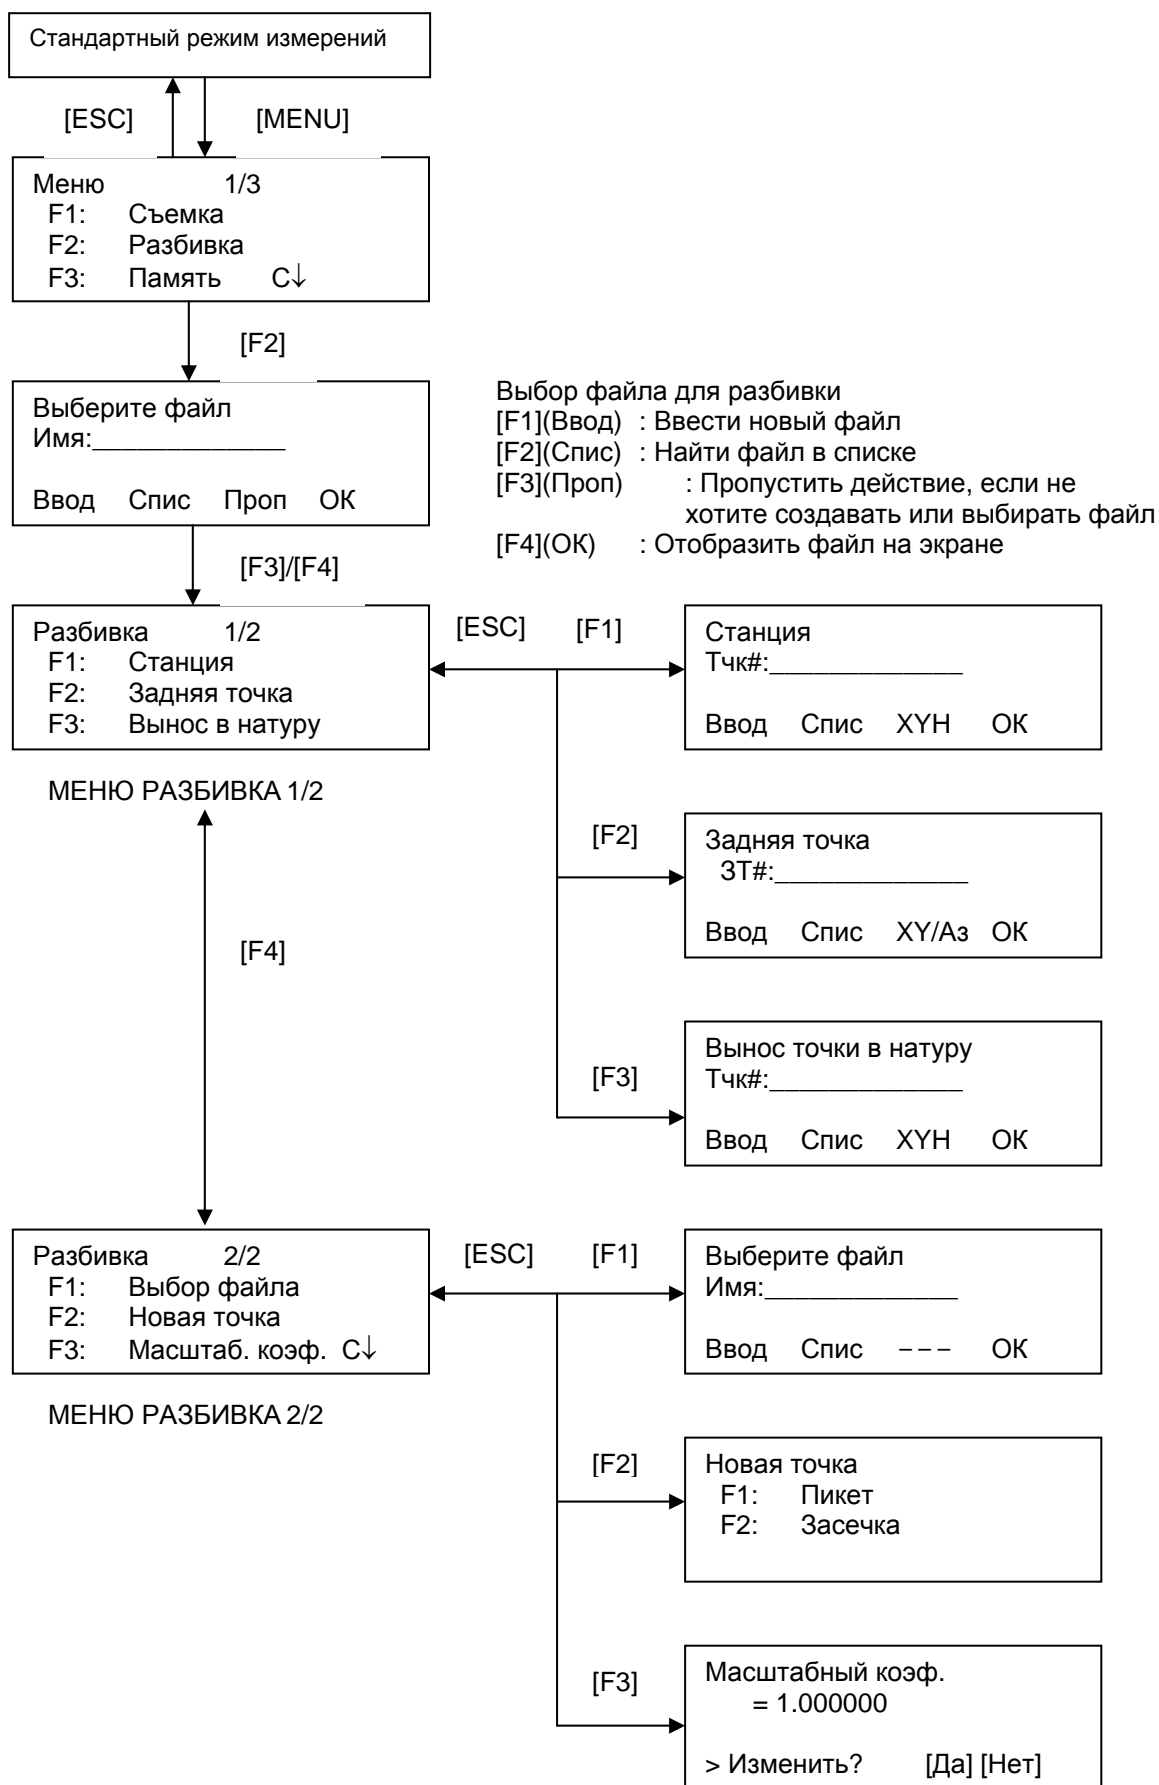 Стандартный режим измерений
[ESC] [MENU]
Меню 1/3
F1: Съемка
F2: Разбивка
F3: Память С↓
[F2]
Выберите файл
Имя:_____________
Ввод Спис Проп ОК
Выбор файла для разбивки
[F1](Ввод) : Ввести новый файл
[F2](Спис) : Найти файл в списке
[F3](Проп) : Пропустить действие, если не
хотите создавать или выбирать файл
[F4](ОК) : Отобразить файл на экране
[F3]/[F4]
Разбивка 1/2
F1: Станция
F2: Задняя точка
F3: Вынос в натуру
МЕНЮ РАЗБИВКА 1/2
[ESC] [F1]
Станция
Тчк#:_____________
Ввод Спис XYH ОК
[F2]
Задняя точка
ЗТ#:_____________
Ввод Спис XY/Аз ОК
[F4]
[F3]
Вынос точки в натуру
Тчк#:_____________
Ввод Спис XYH ОК
Разбивка 2/2
F1: Выбор файла
F2: Новая точка
F3: Масштаб. коэф. С↓
МЕНЮ РАЗБИВКА 2/2
[ESC] [F1]
Выберите файл
Имя:_____________
Ввод Спис – – – ОК
[F2]
Новая точка
F1: Пикет
F2: Засечка
[F3]
Масштабный коэф.
= 1.000000
> Изменить? [Да] [Нет]